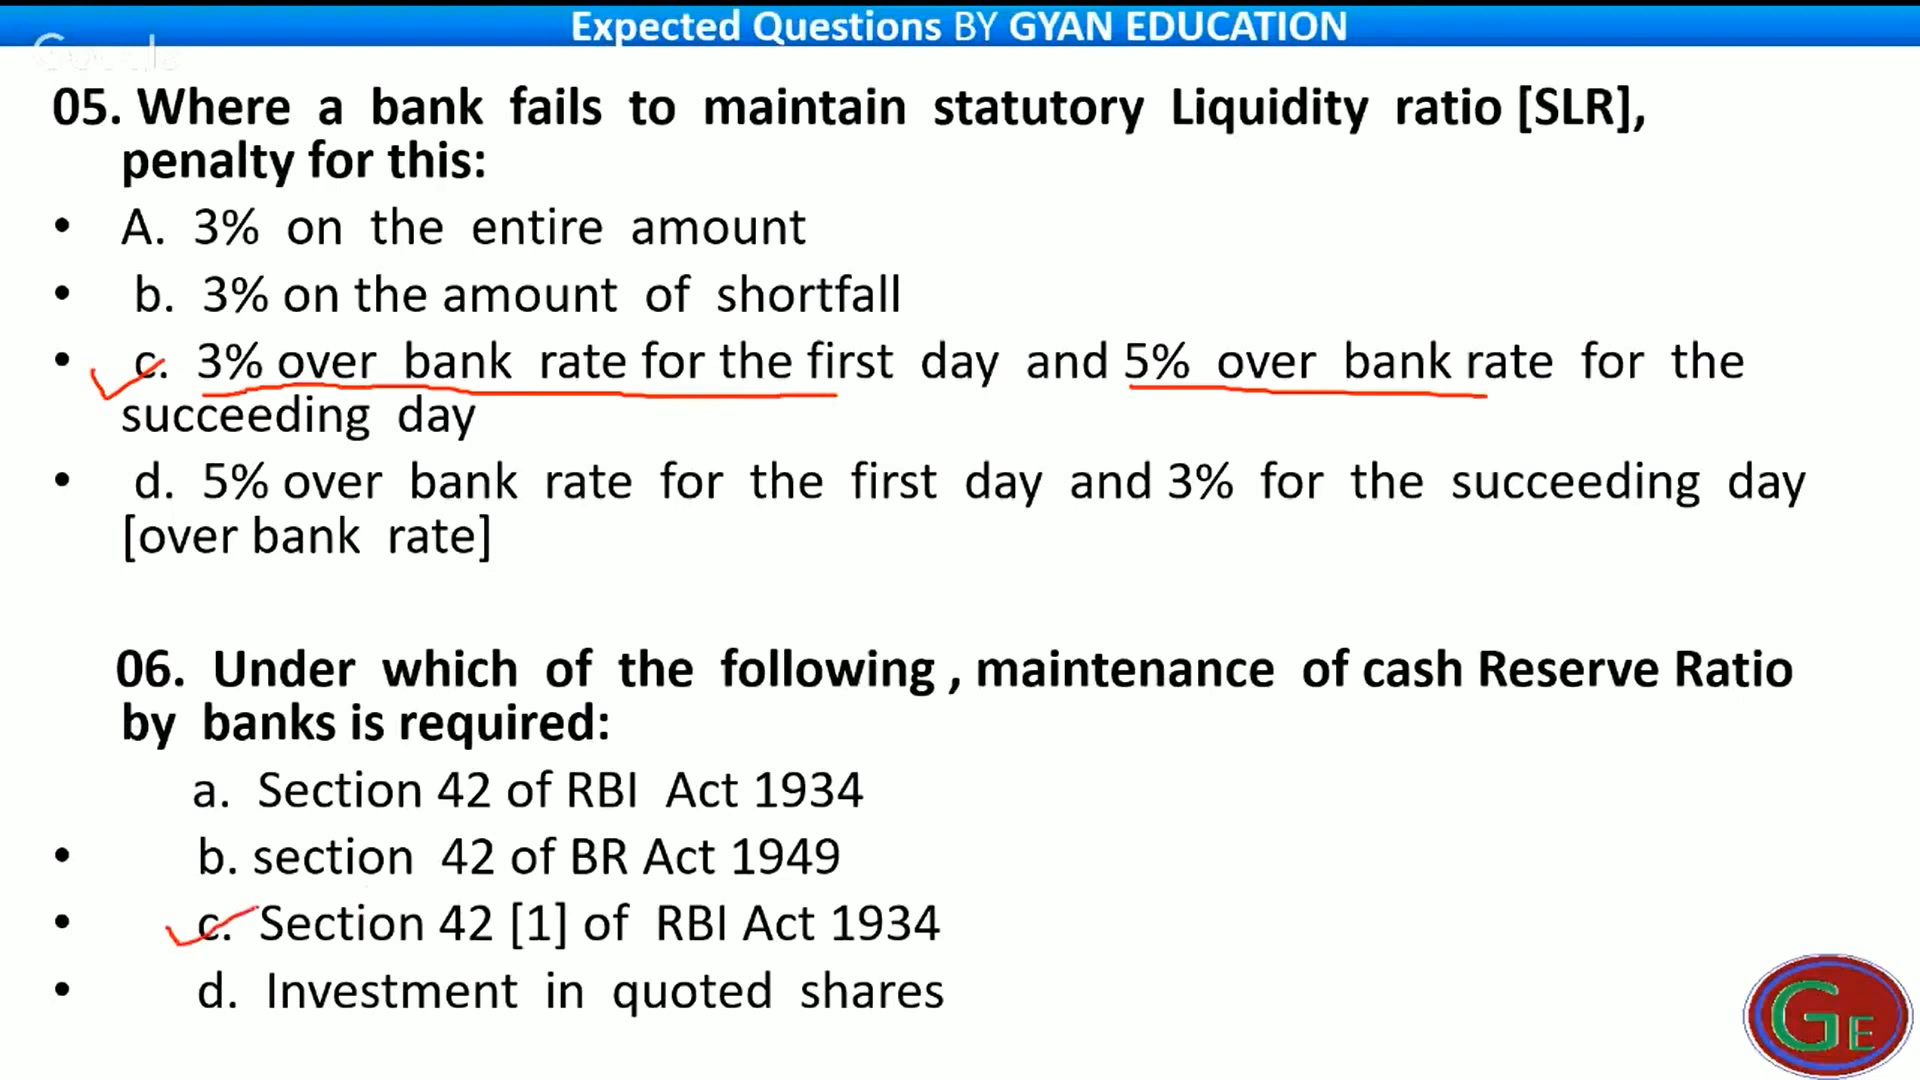 Expected Questions BY GYAN EDUCATION
05. Where a bank fails to maintain statutory Liquidity ratio [SLR],
penalty for this:
• A. 3% on the entire amount
• b. 3% on the amount of shortfall
• c. 3% over bank rate for the first day and 5% over bank rate for the
succeeding day
• d. 5% over bank rate for the first day and 3% for the succeeding day
[over bank rate]
06. Under which of the following , maintenance of cash Reserve Ratio
by banks is required:
a. Section 42 of RBI Act 1934
• b. section 42 of BR Act 1949
• c. Section 42 [1] of RBI Act 1934
• d. Investment in quoted shares
GE